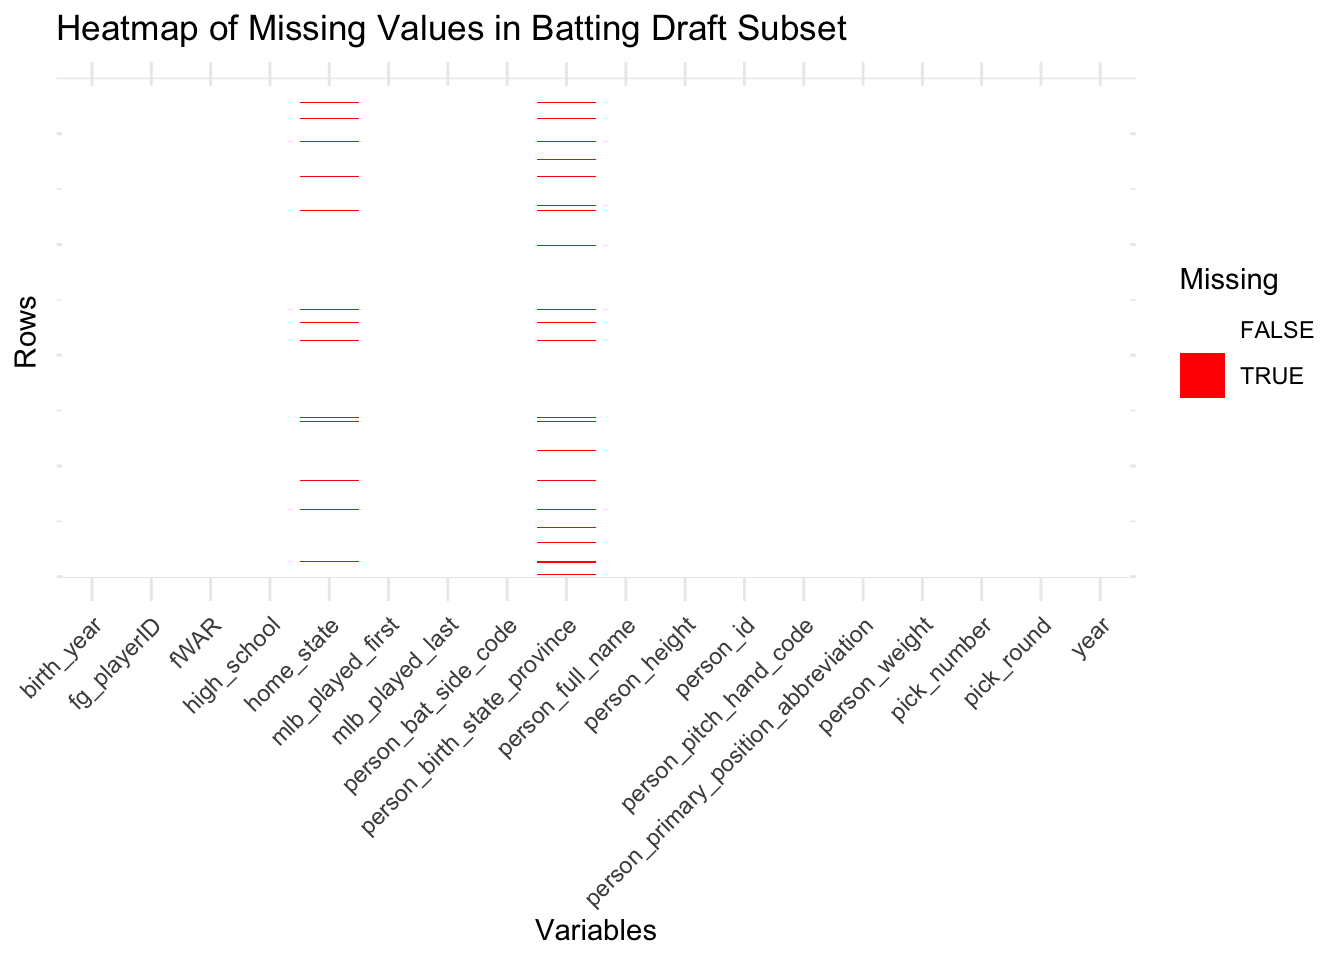 Heatmap of Missing Values in Batting Draft Subset
Rows
Missing
FALSE
TRUE
birth_year
fg_playerID
fWAR
high_school
home_state
mlb_played_first
mlb_played_last
person_bat_side_code
person_birth_state_province
person_full_name
person_height
person_id
person_pitch_hand_code
person_primary_position_abbreviation
person_weight
pick_number
pick_round
year
Variables